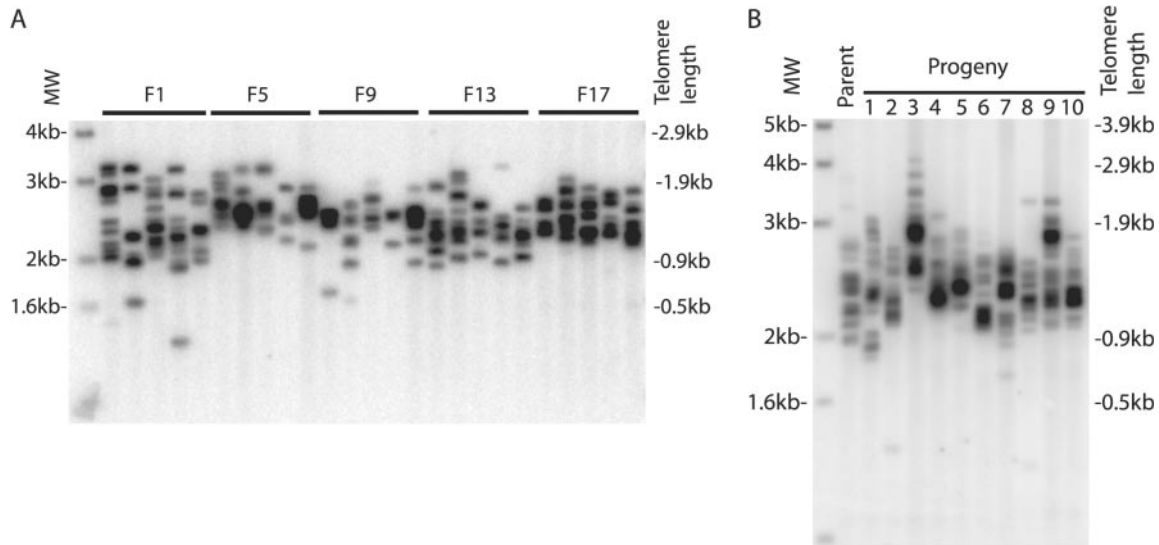 A
MW
F1 F5 F9 F13 F17
Telomere
length
4kb-
3kb-
2kb-
1.6kb-
-2.9kb
-1.9kb
-0.9kb
-0.5kb
B
MW
Parent
Progeny
1 2 3 4 5 6 7 8 9 10
Telomere
length
5kb-
4kb-
3kb-
2kb-
1.6kb-
-3.9kb
-2.9kb
-1.9kb
-0.9kb
-0.5kb